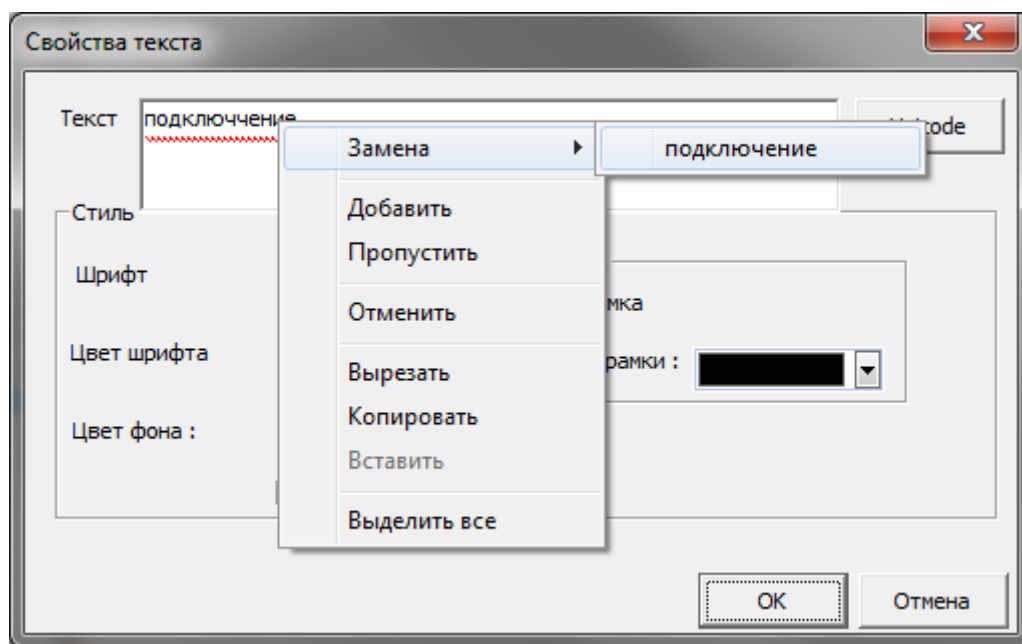 Свойства текста
Текст
подключчение
code
Замена
подключение
Стиль
Добавить
Пропустить
Шрифт
Отменить
мка
Цвет шрифта
рамки :
Вырезать
Копировать
Цвет фона :
Вставить
Выделить все
OK
Отмена